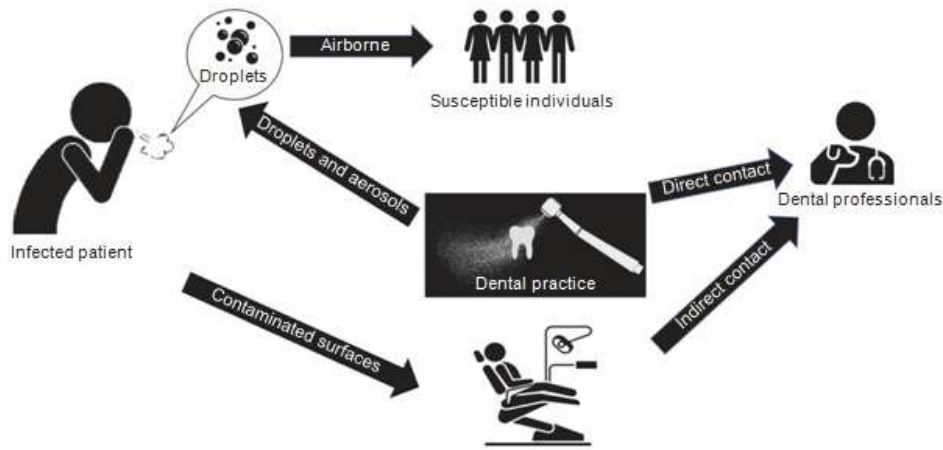 Droplets
Airborne
Susceptible individuals
Infected patient
Droplets and aerosols
Dental practice
Direct contact
Dental professionals
Indirect contact
Contaminated surfaces